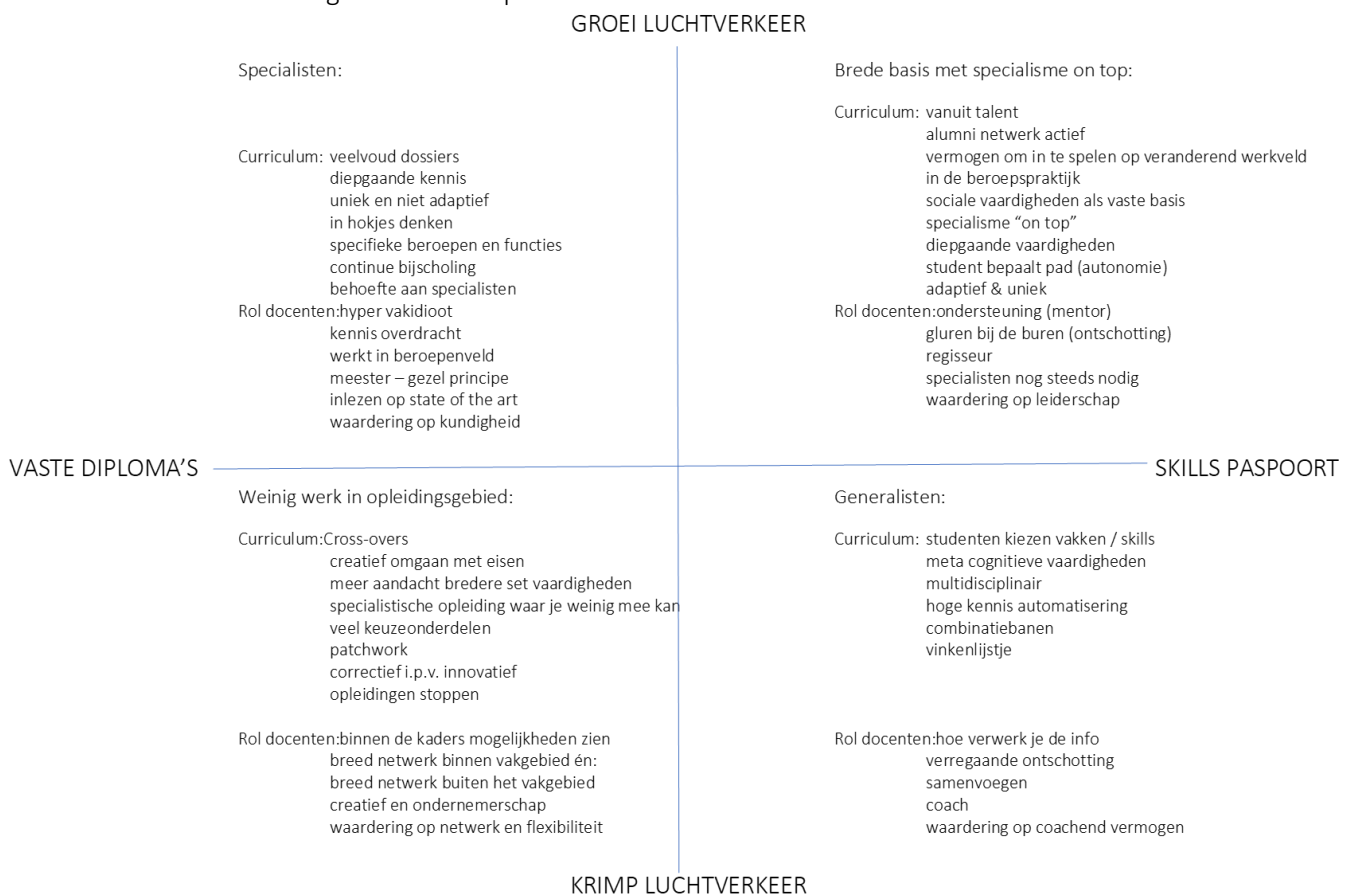 GROEI LUCHTVERKEER
Specialisten:
Curriculum: veelvoud dossiers
diepgaande kennis
uniek en niet adaptief
in hokjes denken
specifieke beroepen en functies
continue bijscholing
behoefte aan specialisten
Rol docenten:hyper vakidioot
kennis overdracht
werkt in beroepenveld
meester – gezel principe
inlezen op state of the art
waardering op kundigheid
Brede basis met specialisme on top:
Curriculum: vanuit talent
alumni netwerk actief
vermogen om in te spelen op veranderend werkveld
in de beroepspraktijk
sociale vaardigheden als vaste basis
specialisme “on top”
diepgaande vaardigheden
student bepaalt pad (autonomie)
adaptief & uniek
Rol docenten:ondersteuning (mentor)
gluren bij de buren (ontschotting)
regisseur
specialisten nog steeds nodig
waardering op leiderschap
VASTE DIPLOMA’S
SKILLS PASPOORT
Weinig werk in opleidingsgebied:
Curriculum:Cross-overs
creatief omgaan met eisen
meer aandacht bredere set vaardigheden
specialistische opleiding waar je weinig mee kan
veel keuzeonderdelen
patchwork
correctief i.p.v. innovatief
opleidingen stoppen
Rol docenten:binnen de kaders mogelijkheden zien
breed netwerk binnen vakgebied én:
breed netwerk buiten het vakgebied
creatief en ondernemerschap
waardering op netwerk en flexibiliteit
Generalisten:
Curriculum: studenten kiezen vakken / skills
meta cognitieve vaardigheden
multidisciplinair
hoge kennis automatisering
combinatiebanen
vinkenlijstje
Rol docenten:hoe verwerk je de info
verregaande ontschotting
samenvoegen
coach
waardering op coachend vermogen
KRIMP LUCHTVERKEER